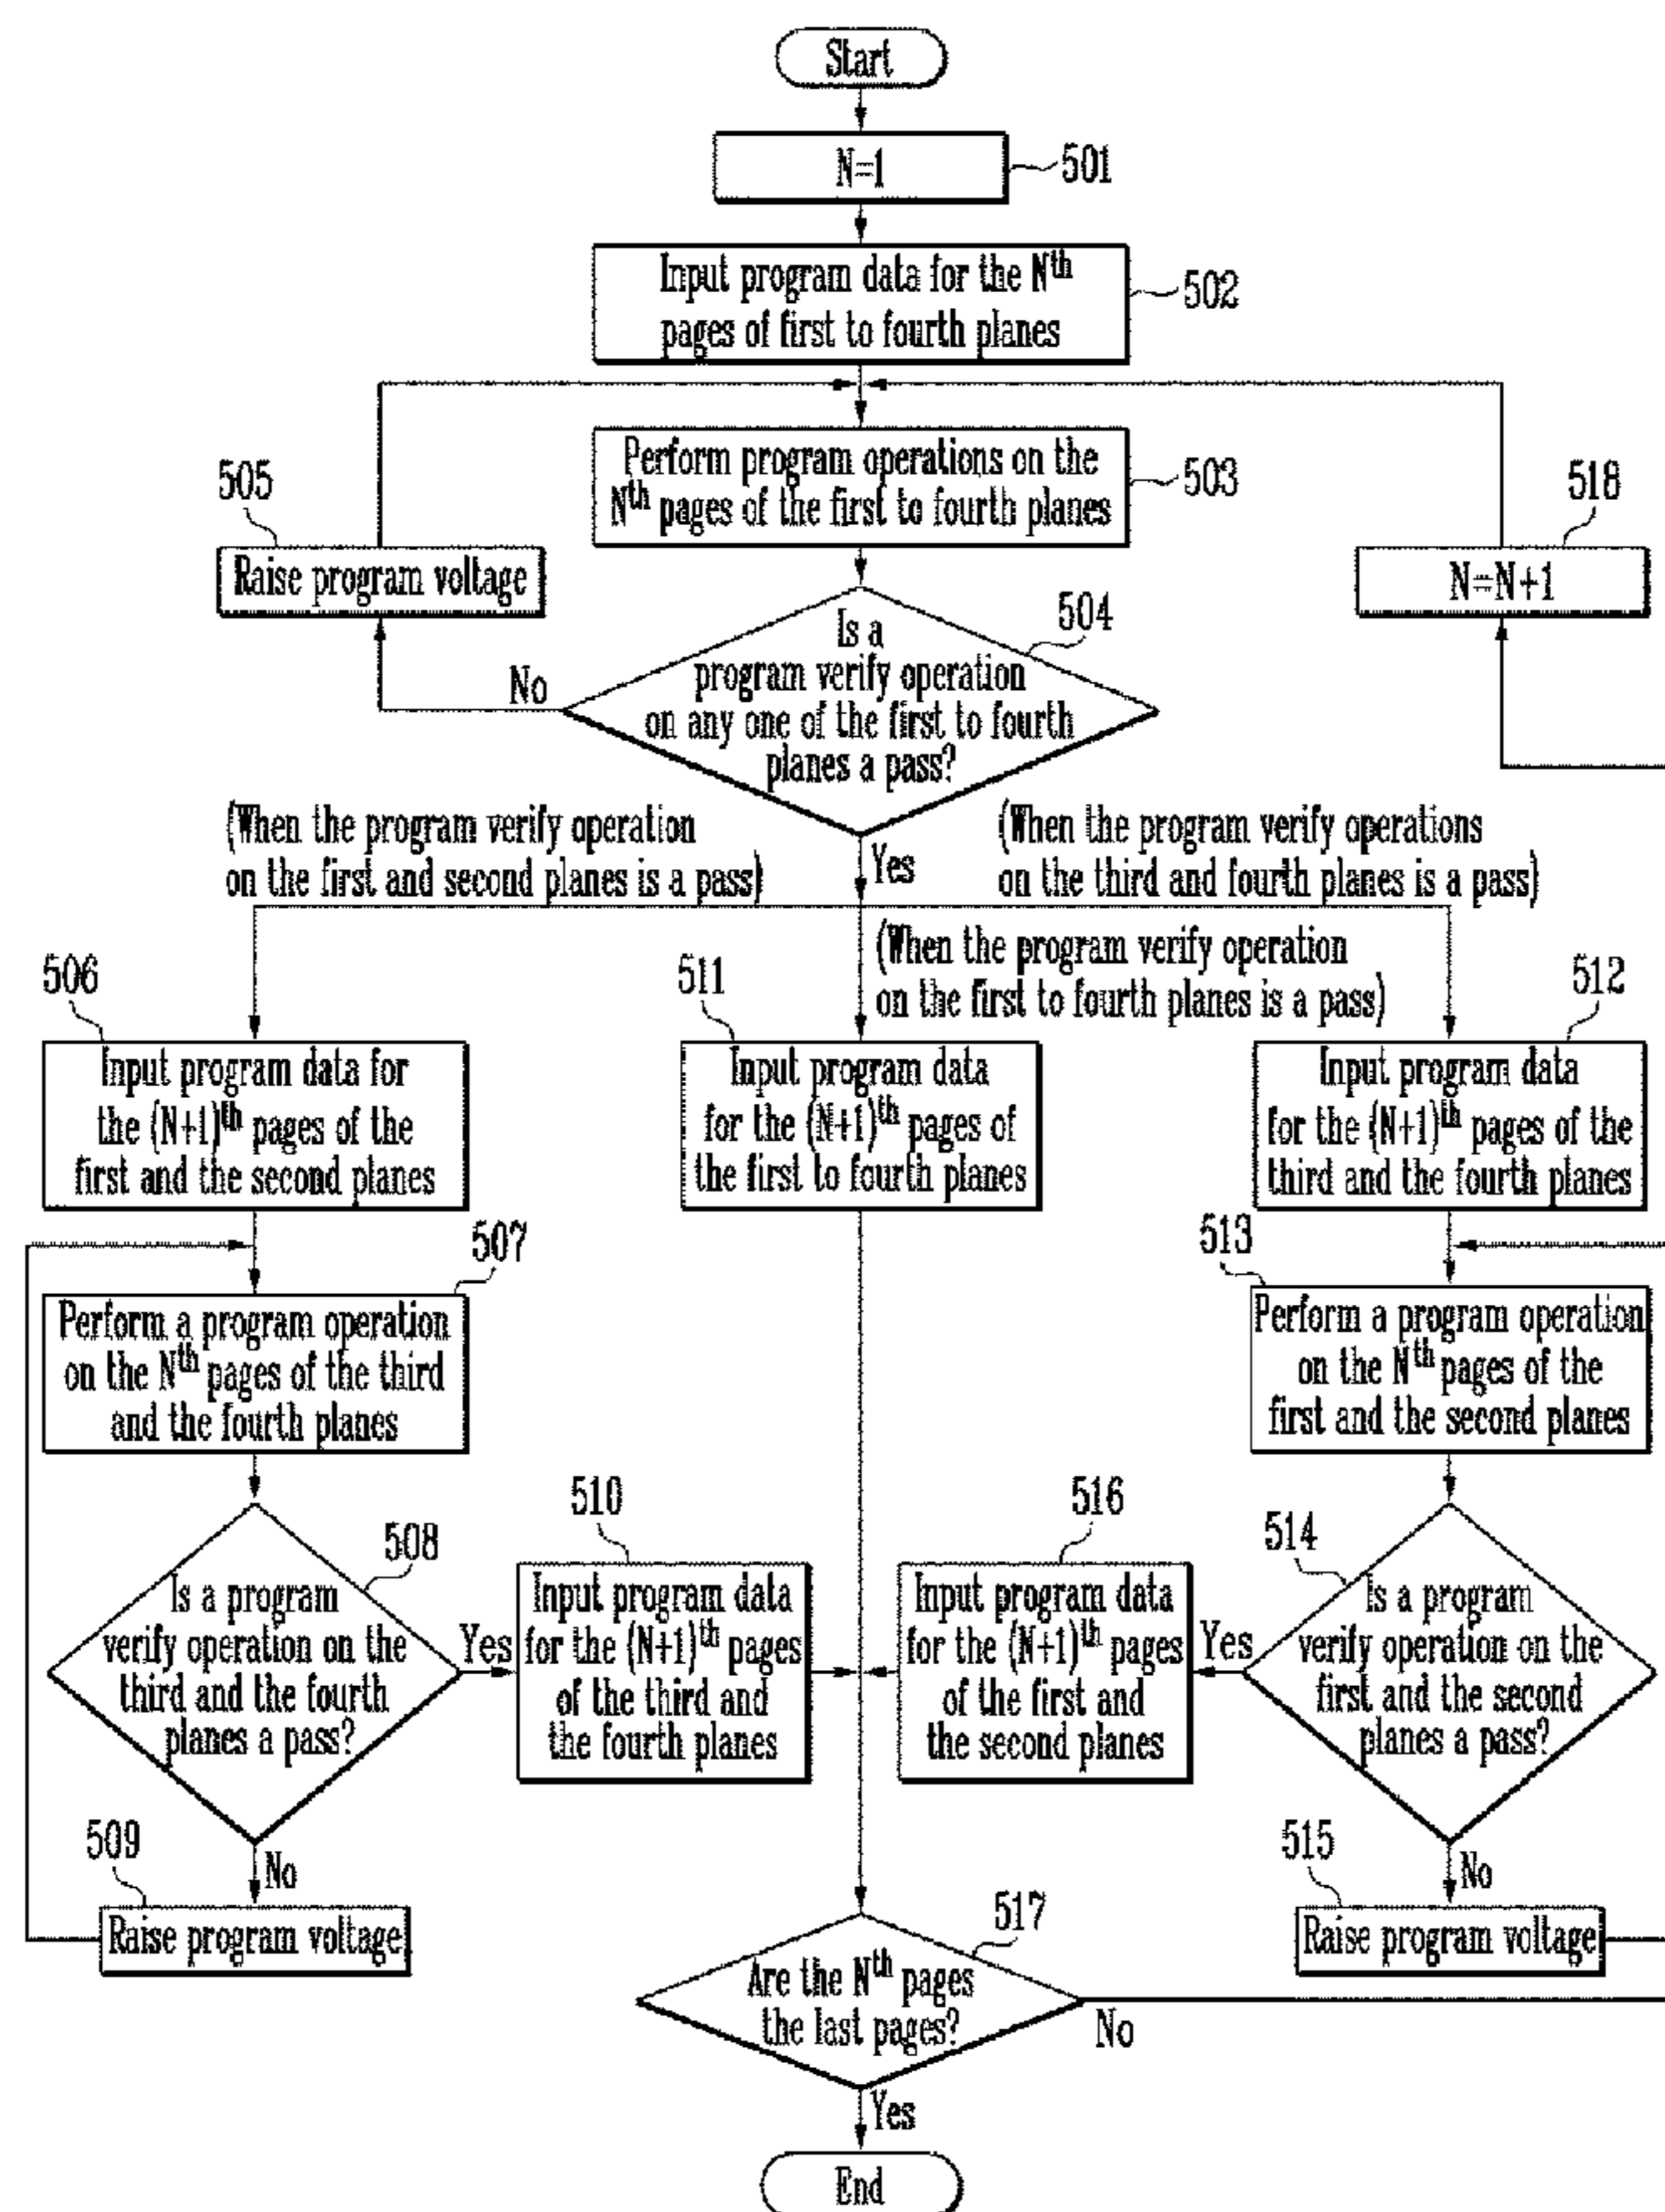 Start
N=1
501
Input program data for the Nth
pages of first to fourth planes
502
Perform program operations on the
Nth pages of the first to fourth planes
503
505
Raise program voltage
518
N=N+1
504
Is a
program verify operation
on any one of the first to fourth
planes a pass?
No
Yes
(When the program verify operation
on the first and second planes is a pass)
(When the program verify operations
on the third and fourth planes is a pass)
(When the program verify operation
on the first to fourth planes is a pass)
506
Input program data for
the (N+1)th pages of the
first and the second planes
511
Input program data
for the (N+1)th pages of
the first to fourth planes
512
Input program data
for the (N+1)th pages of the
third and the fourth planes
507
Perform a program operation
on the Nth pages of the third
and the fourth planes
513
Perform a program operation
on the Nth pages of the
first and the second planes
508
Is a program
verify operation on the
third and the fourth
planes a pass?
Yes
510
Input program data
for the (N+1)th pages
of the third and
the fourth planes
516
Input program data
for the (N+1)th pages
of the first and
the second planes
Yes
514
Is a program
verify operation on the
first and the second
planes a pass?
509
No
Raise program voltage
515
No
Raise program voltage
517
Are the Nth pages
the last pages?
No
Yes
End